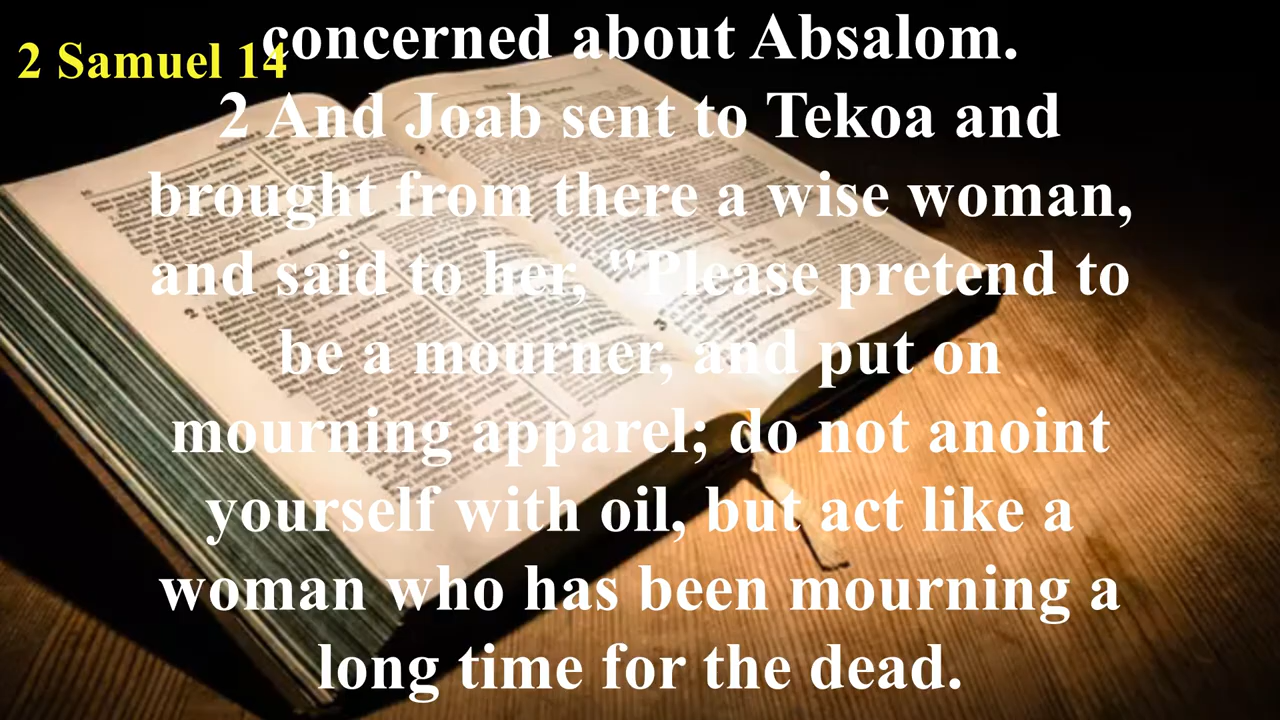 concerned about Absalom.
2 Samuel 14
2 And Joab sent to Tekoa and
brought from there a wise woman,
and said to her, "Please pretend to
be a mourner, and put on
mourning apparel; do not anoint
yourself with oil, but act like a
woman who has been mourning a
long time for the dead.